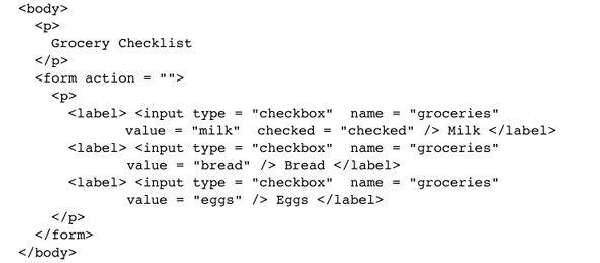 <body>
<p>
Grocery Checklist
</p>
<form action = "">
<p>
<label> <input type = "checkbox" name = "groceries"
value = "milk" checked = "checked" /> Milk </label>
<label> <input type = "checkbox" name = "groceries"
value = "bread" /> Bread </label>
<label> <input type = "checkbox" name = "groceries"
value = "eggs" /> Eggs </label>
</p>
</form>
</body>